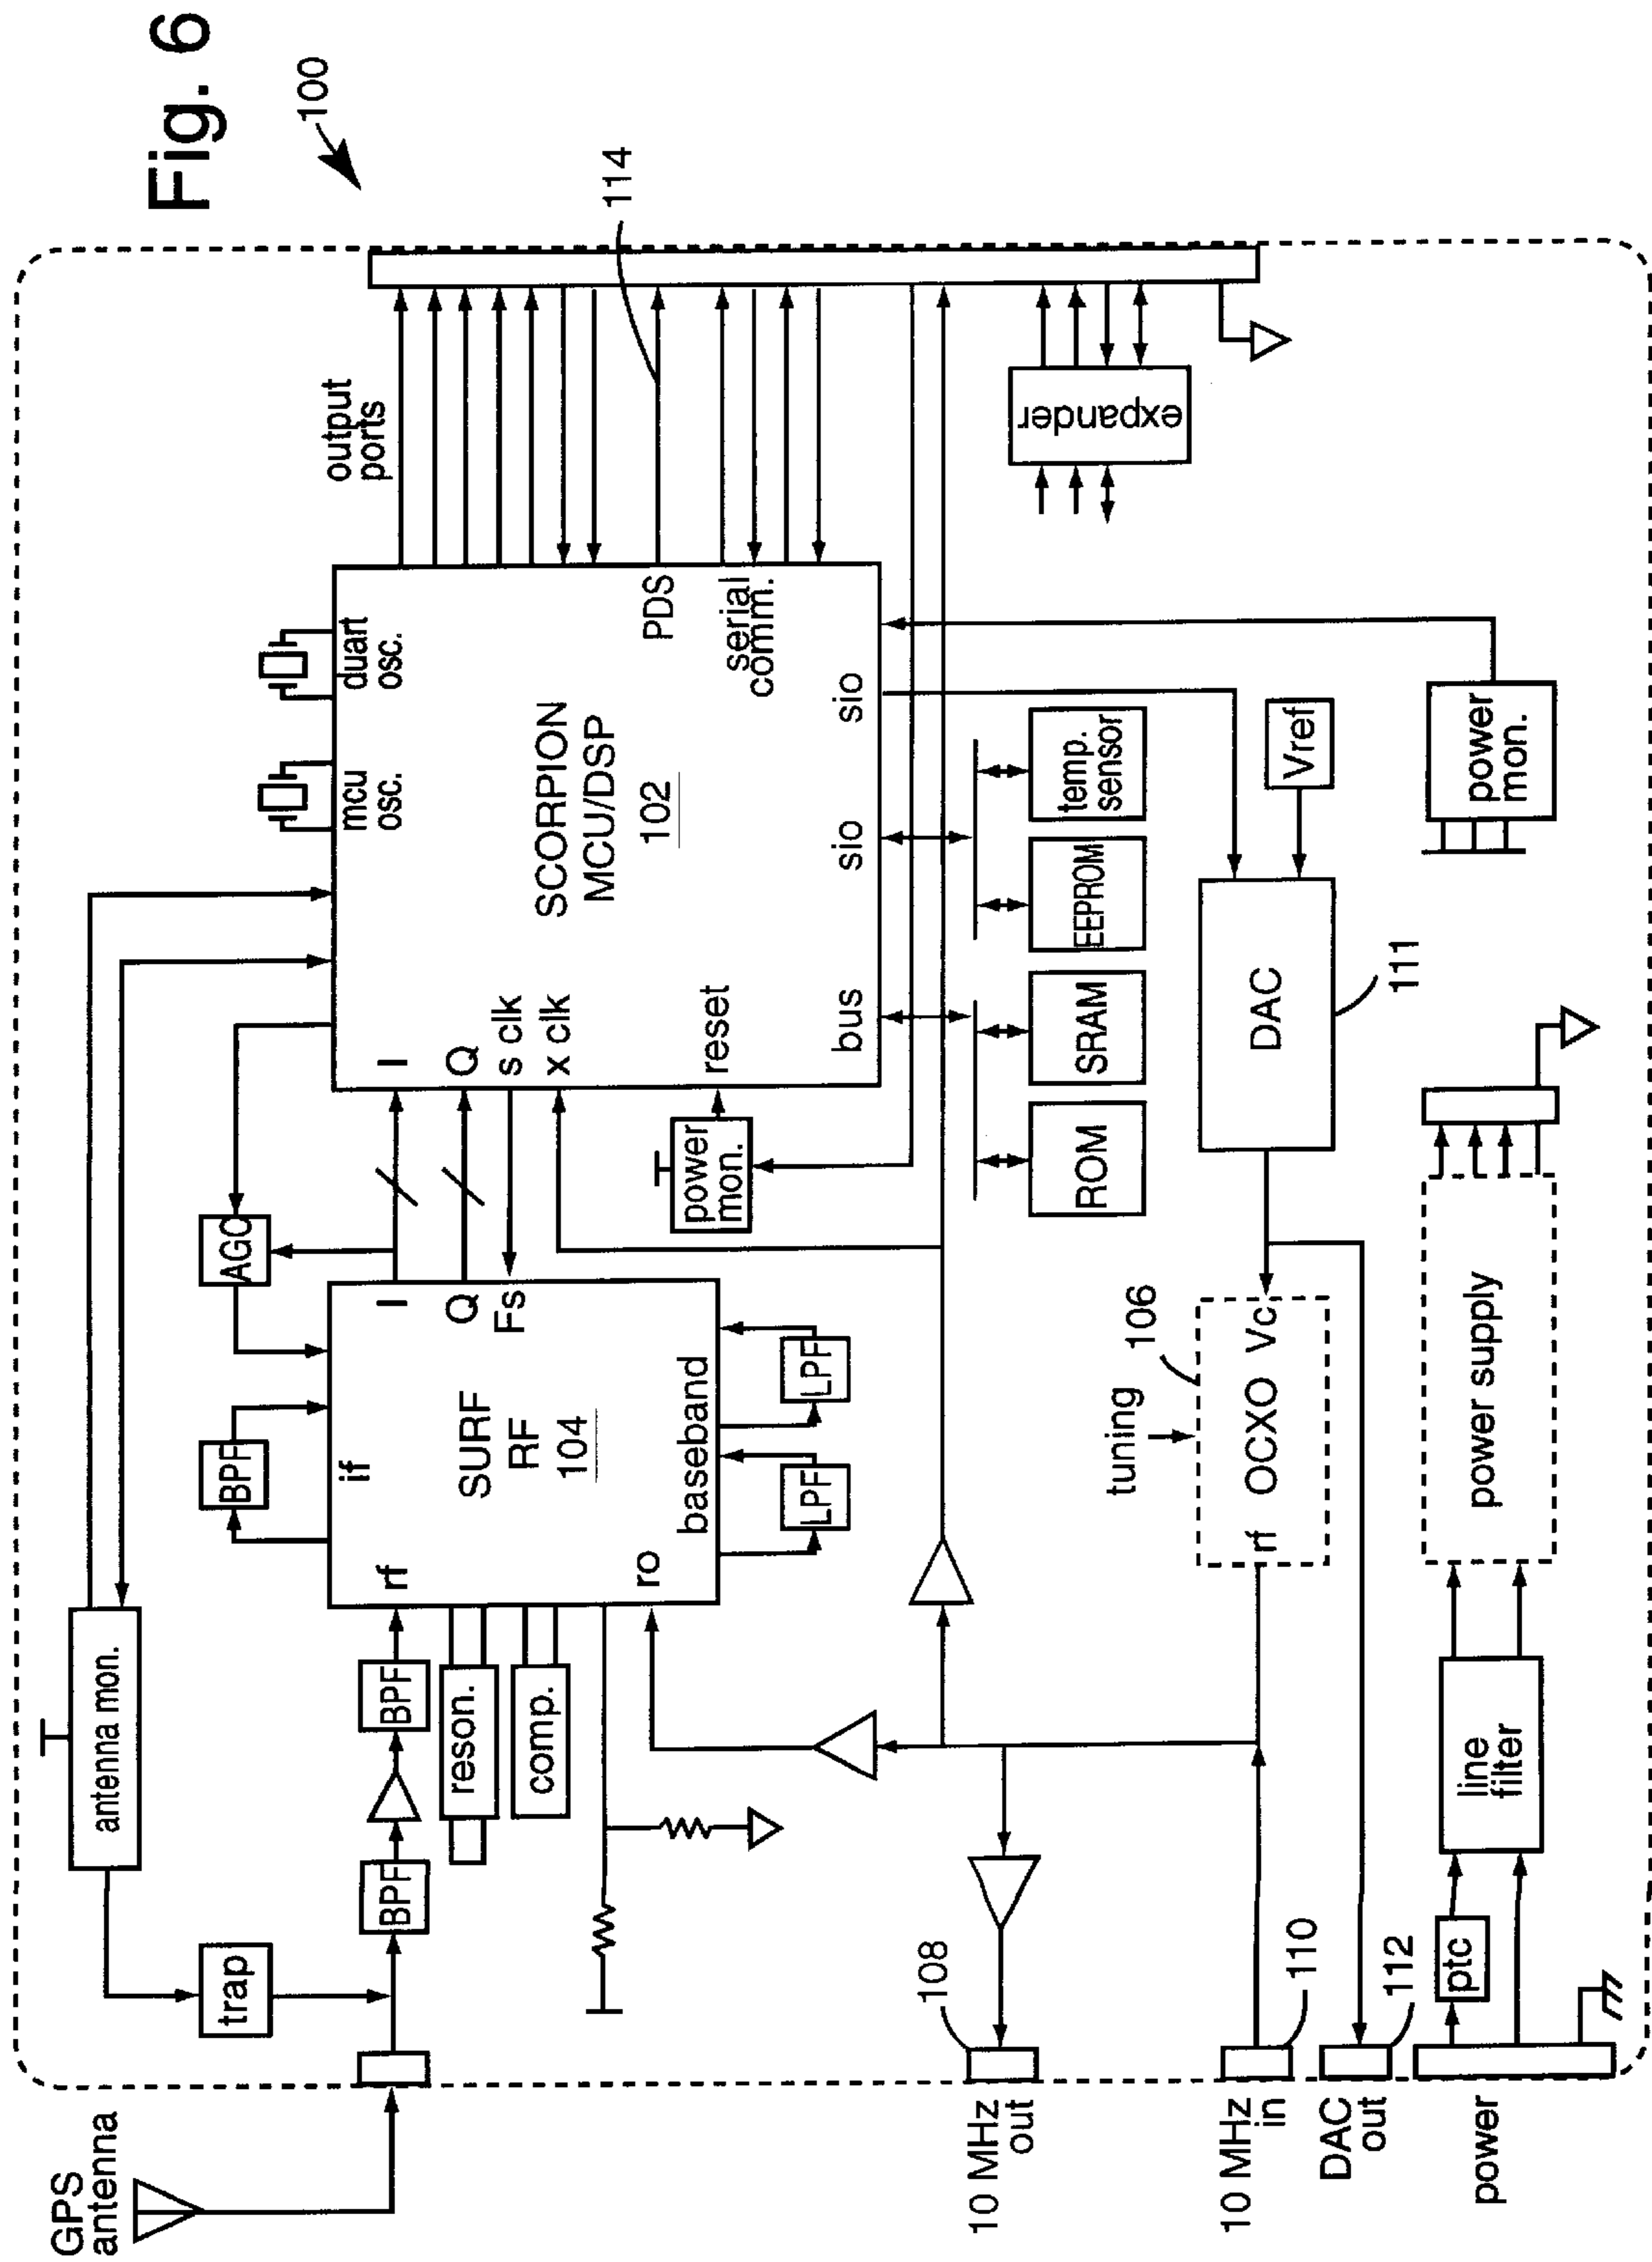 Fig. 6
100
GPS
antenna
antenna mon.
trap
BPF
BPF
reson.
comp.
BPF
AGC
rf
if
SURF
RF
104
ro
baseband
I
Q
Fs
LPF
LPF
mcu
osc.
duart
osc.
I
Q
s clk
x clk
reset
SCORPION
MCU/DSP
102
PDS
serial
comm.
bus
sio
sio
output
ports
114
power
mon.
ROM
SRAM
EEPROM
temp.
sensor
expander
108
10 MHz
out
tuning
106
rf OCXO Vc
DAC
111
Vref
110
10 MHz
in
112
DAC
out
power
ptc
line
filter
power supply
power
mon.